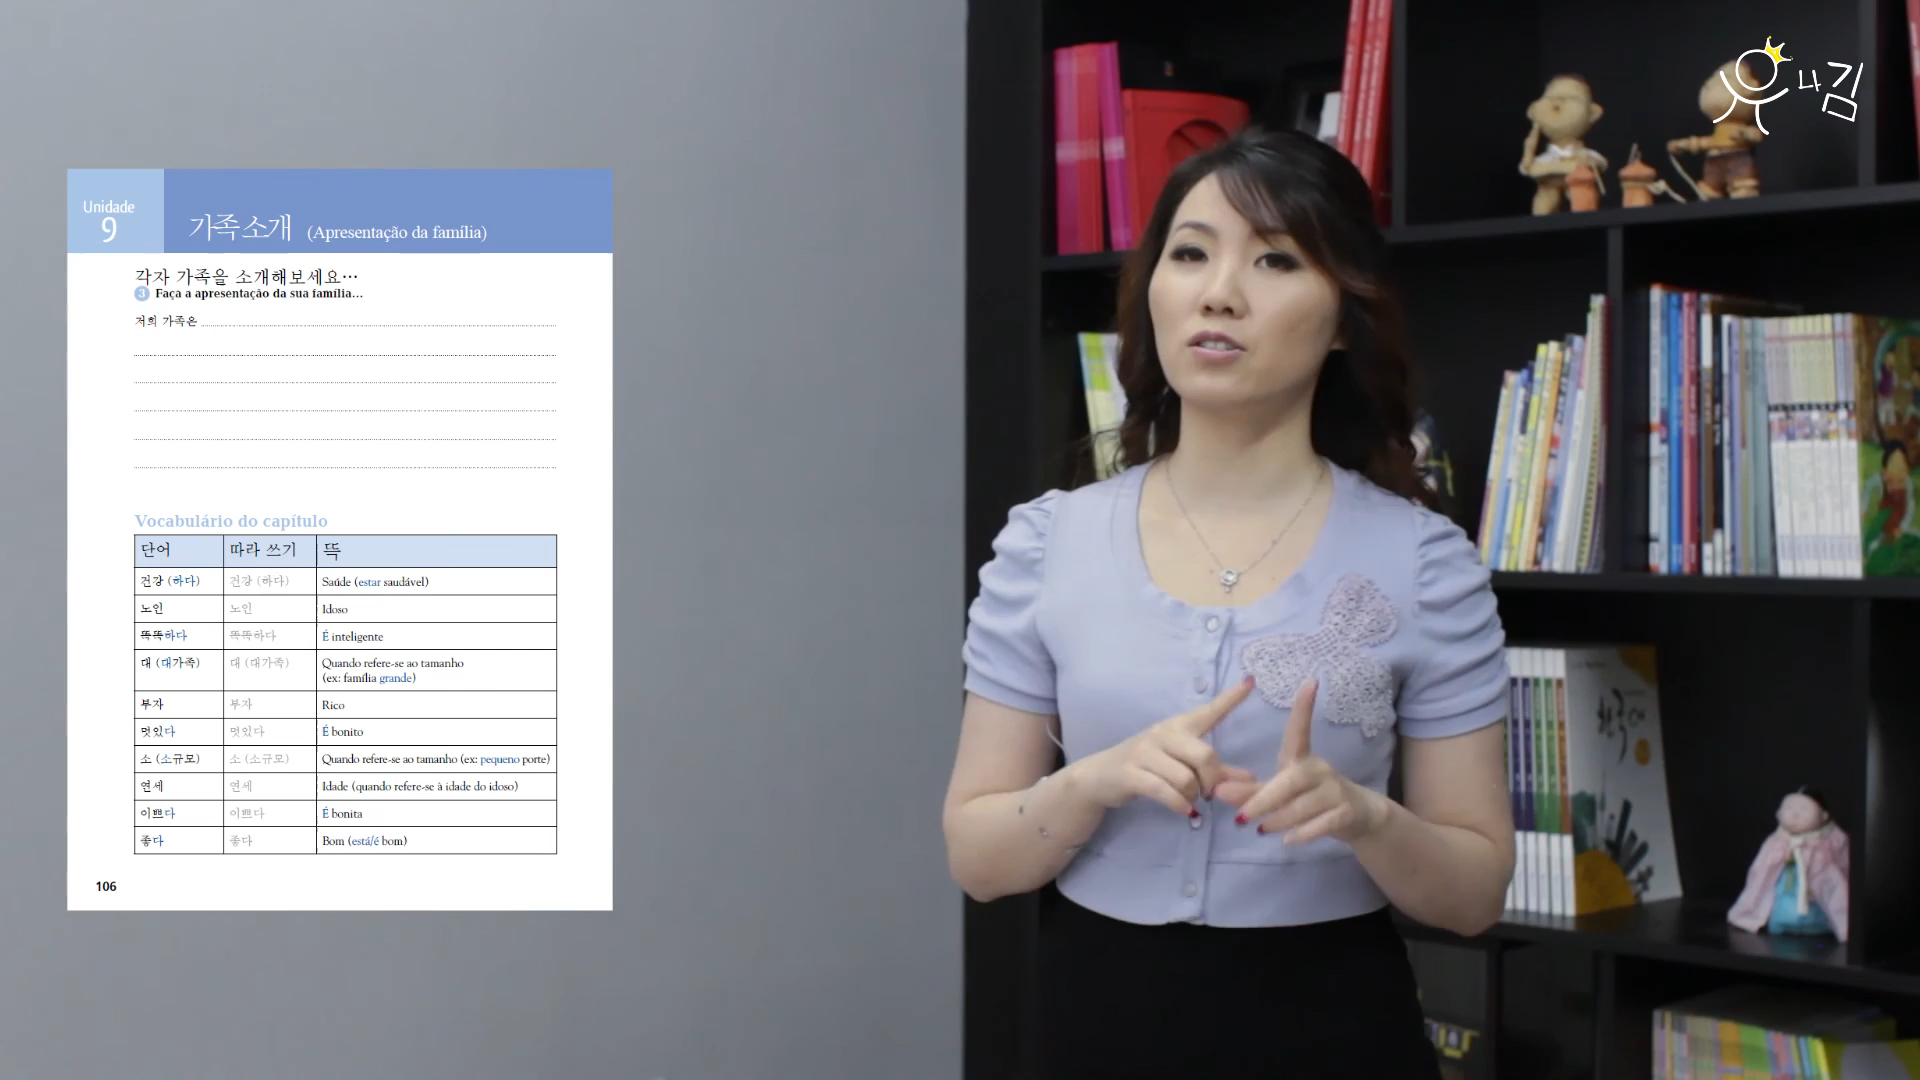 Unidade
9
가족소개 (Apresentação da família)
각자 가족을 소개해보세요…
3 Faça a apresentação da sua família...
저희 가족은
Vocabulário do capítulo
단어 따라 쓰기 뜩
건강 (하다) 건강 (하다) Saúde (estar saudável)
노인 노인 Idoso
똑똑하다 똑똑하다 É inteligente
대 (대가족) 대 (대가족) Quando refere-se ao tamanho
(ex: família grande)
부자 부자 Rico
멋있다 멋있다 É bonito
소 (소규모) 소 (소규모) Quando refere-se ao tamanho (ex: pequeno porte)
연세 연세 Idade (quando refere-se à idade do idoso)
이쁘다 이쁘다 É bonita
좋다 좋다 Bom (está/é bom)
106
유나킴
한국어